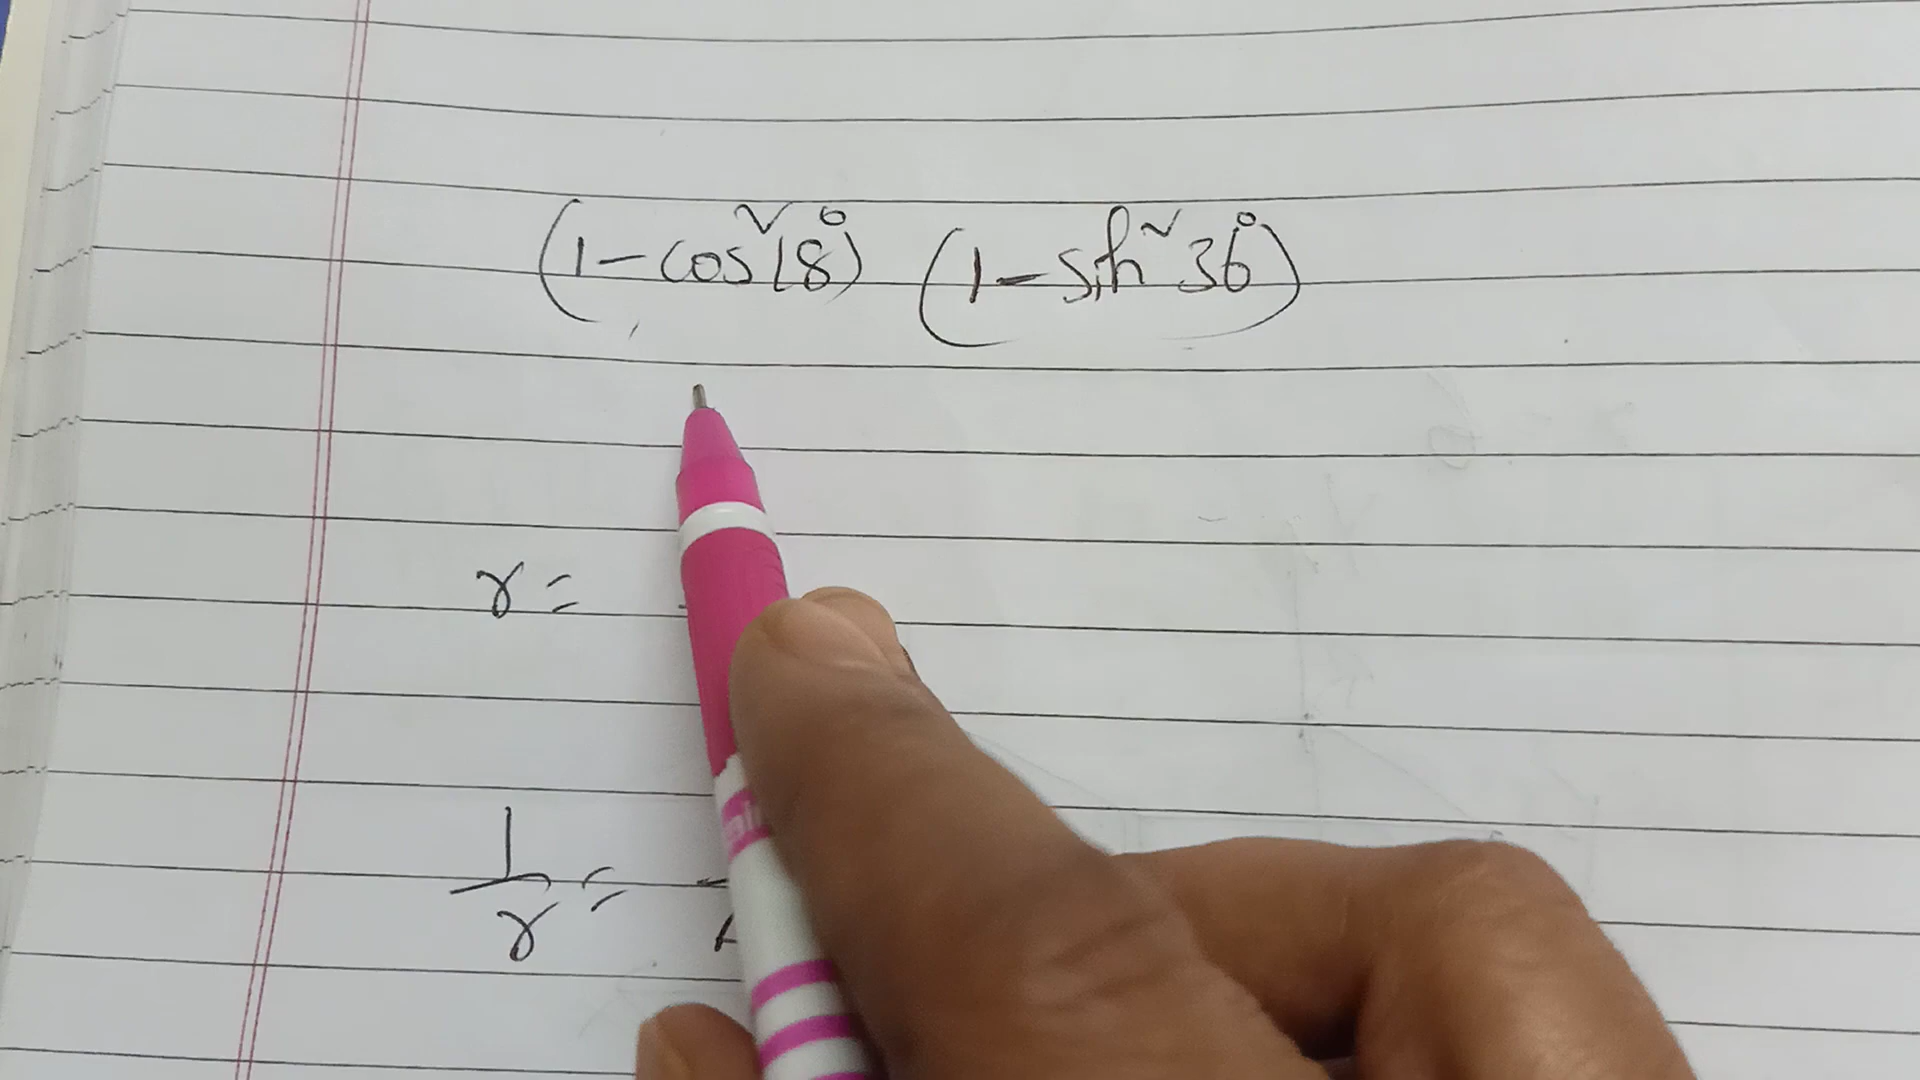 (1-cos²18°) (1-sin²36°)
r =
1/r =